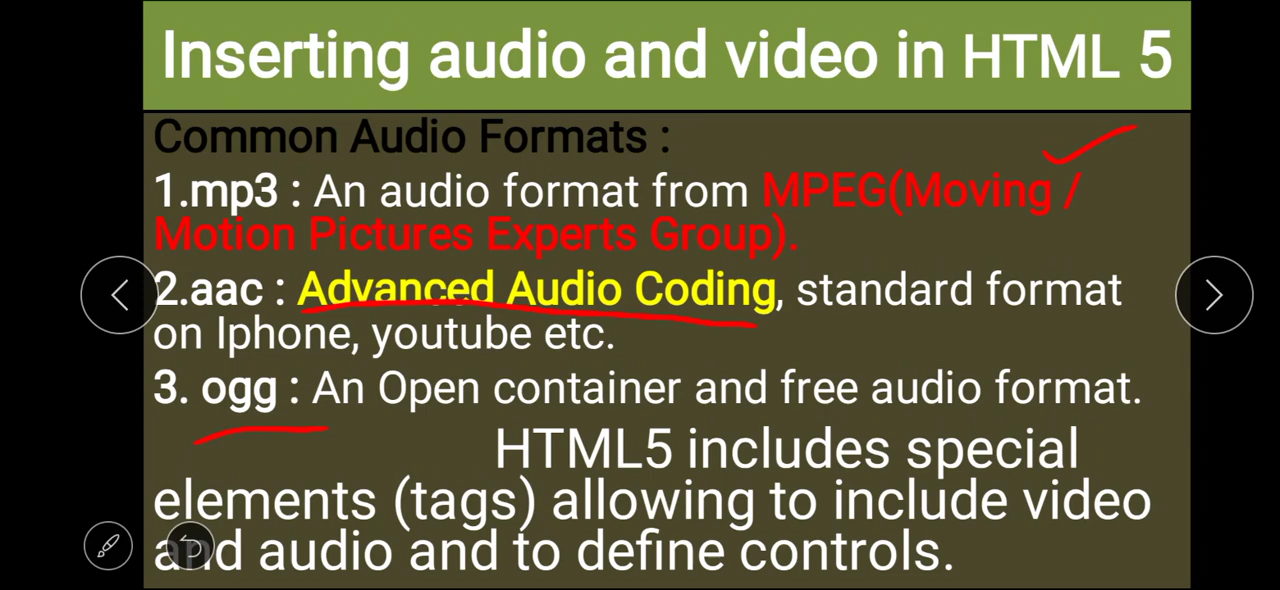 Inserting audio and video in HTML 5
Common Audio Formats :
1.mp3 : An audio format from MPEG(Moving /
Motion Pictures Experts Group).
2.aac : Advanced Audio Coding, standard format
on Iphone, youtube etc.
3. ogg : An Open container and free audio format.
HTML5 includes special
elements (tags) allowing to include video
and audio and to define controls.